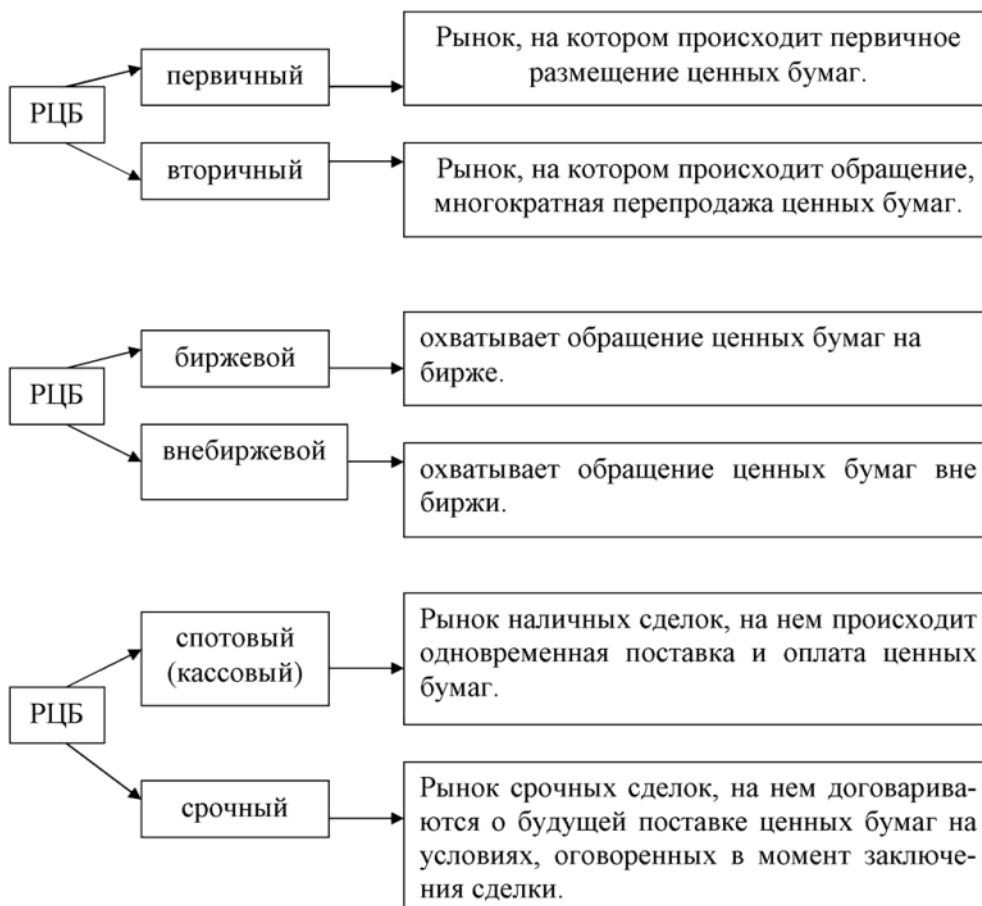 РЦБ
первичный
Рынок, на котором происходит первичное
размещение ценных бумаг.
вторичный
Рынок, на котором происходит обращение,
многократная перепродажа ценных бумаг.
РЦБ
биржевой
охватывает обращение ценных бумаг на
бирже.
внебиржевой
охватывает обращение ценных бумаг вне
биржи.
РЦБ
спотовый
(кассовый)
Рынок наличных сделок, на нем происходит
одновременная поставка и оплата ценных
бумаг.
срочный
Рынок срочных сделок, на нем договарива-
ются о будущей поставке ценных бумаг на
условиях, оговоренных в момент заключе-
ния сделки.